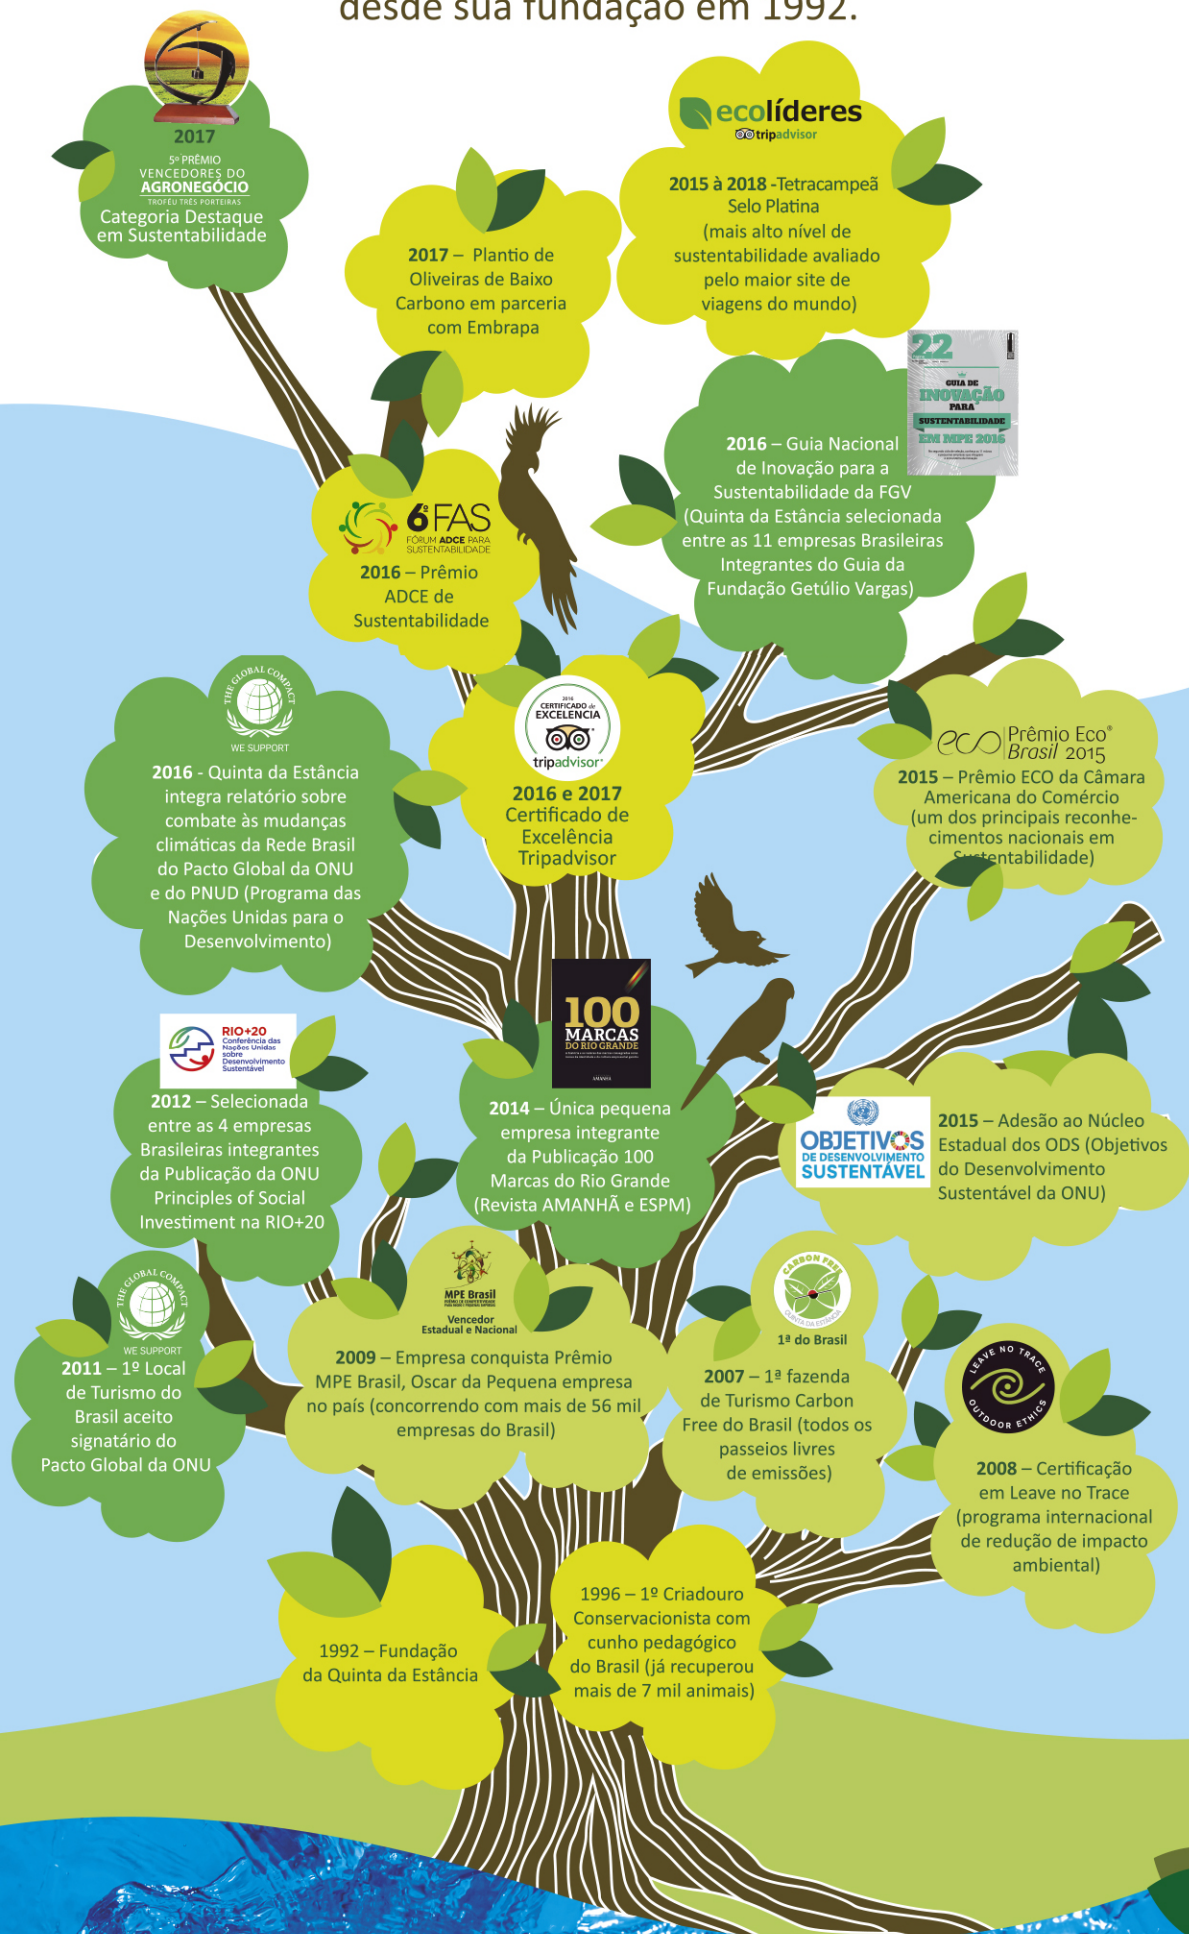 desde sua fundação em 1992.
2017
5º PRÊMIO
VENCEDORES DO
AGRONEGÓCIO
TROFÉU TRÊS PORTEIRAS
Categoria Destaque
em Sustentabilidade
ecolíderes
tripadvisor
2015 à 2018 -Tetracampeã
Selo Platina
(mais alto nível de
sustentabilidade avaliado
pelo maior site de
viagens do mundo)
2017 – Plantio de
Oliveiras de Baixo
Carbono em parceria
com Embrapa
22
GUIA DE
INOVAÇÃO
PARA
SUSTENTABILIDADE
EM MPE 2016
2016 – Guia Nacional
de Inovação para a
Sustentabilidade da FGV
(Quinta da Estância selecionada
entre as 11 empresas Brasileiras
Integrantes do Guia da
Fundação Getúlio Vargas)
6º FAS
FÓRUM ADCE PARA
SUSTENTABILIDADE
2016 – Prêmio
ADCE de
Sustentabilidade
THE GLOBAL COMPACT
WE SUPPORT
2016 - Quinta da Estância
integra relatório sobre
combate às mudanças
climáticas da Rede Brasil
do Pacto Global da ONU
e do PNUD (Programa das
Nações Unidas para o
Desenvolvimento)
2016
CERTIFICADO de
EXCELENCIA
tripadvisor
2016 e 2017
Certificado de
Excelência
Tripadvisor
eco Prêmio Eco®
Brasil 2015
2015 – Prêmio ECO da Câmara
Americana do Comércio
(um dos principais reconhe-
cimentos nacionais em
Sustentabilidade)
RIO+20
Conferência das
Nações Unidas
sobre
Desenvolvimento
Sustentável
2012 – Selecionada
entre as 4 empresas
Brasileiras integrantes
da Publicação da ONU
Principles of Social
Investiment na RIO+20
100
MARCAS
DO RIO GRANDE
AMANHÃ
2014 – Única pequena
empresa integrante
da Publicação 100
Marcas do Rio Grande
(Revista AMANHÃ e ESPM)
OBJETIVOS
DE DESENVOLVIMENTO
SUSTENTÁVEL
2015 – Adesão ao Núcleo
Estadual dos ODS (Objetivos
do Desenvolvimento
Sustentável da ONU)
THE GLOBAL COMPACT
WE SUPPORT
2011 – 1º Local
de Turismo do
Brasil aceito
signatário do
Pacto Global da ONU
MPE Brasil
Vencedor
Estadual e Nacional
2009 – Empresa conquista Prêmio
MPE Brasil, Oscar da Pequena empresa
no país (concorrendo com mais de 56 mil
empresas do Brasil)
CARBON FREE
QUINTA DA ESTÂNCIA
1ª do Brasil
2007 – 1ª fazenda
de Turismo Carbon
Free do Brasil (todos os
passeios livres
de emissões)
LEAVE NO TRACE
OUTDOOR ETHICS
2008 – Certificação
em Leave no Trace
(programa internacional
de redução de impacto
ambiental)
1992 – Fundação
da Quinta da Estância
1996 – 1º Criadouro
Conservacionista com
cunho pedagógico
do Brasil (já recuperou
mais de 7 mil animais)